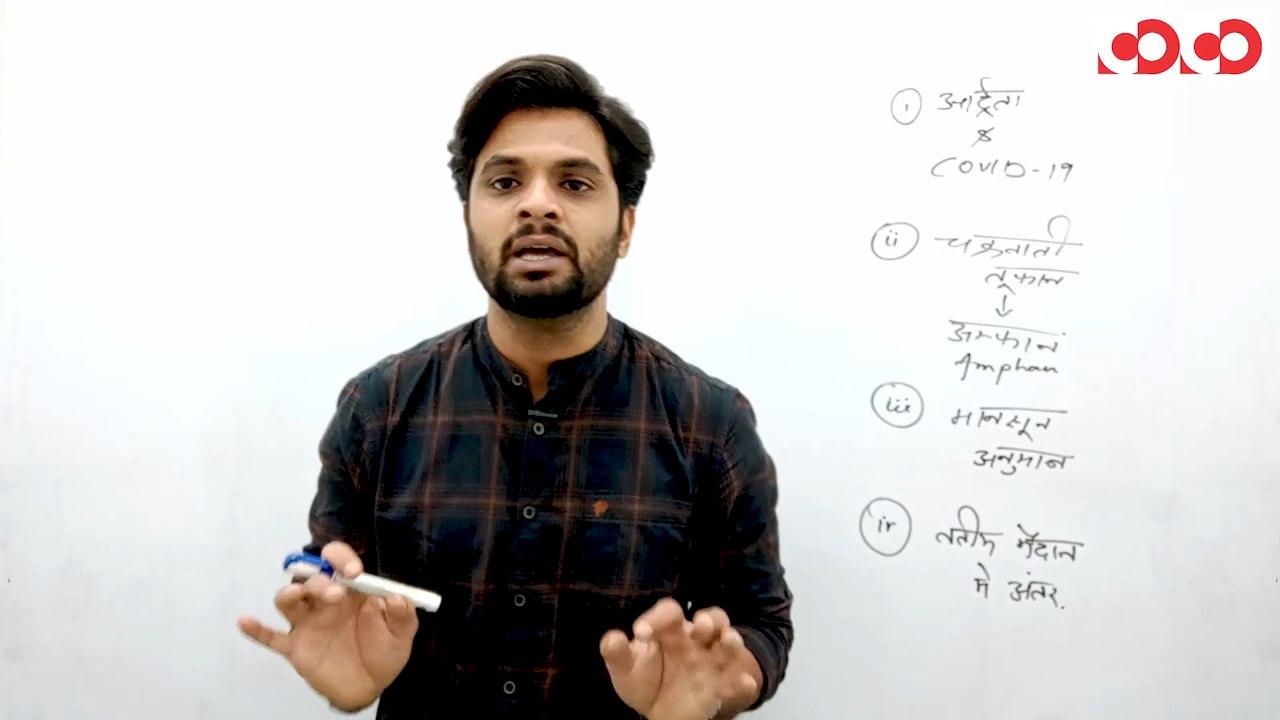 i आर्द्रता
&
COVID-19
ii चक्रवाती
तूफान
↓
अम्फान
Amphan
iii मानसून
अनुमान
iv तटीय मैदान
मे अंतर.